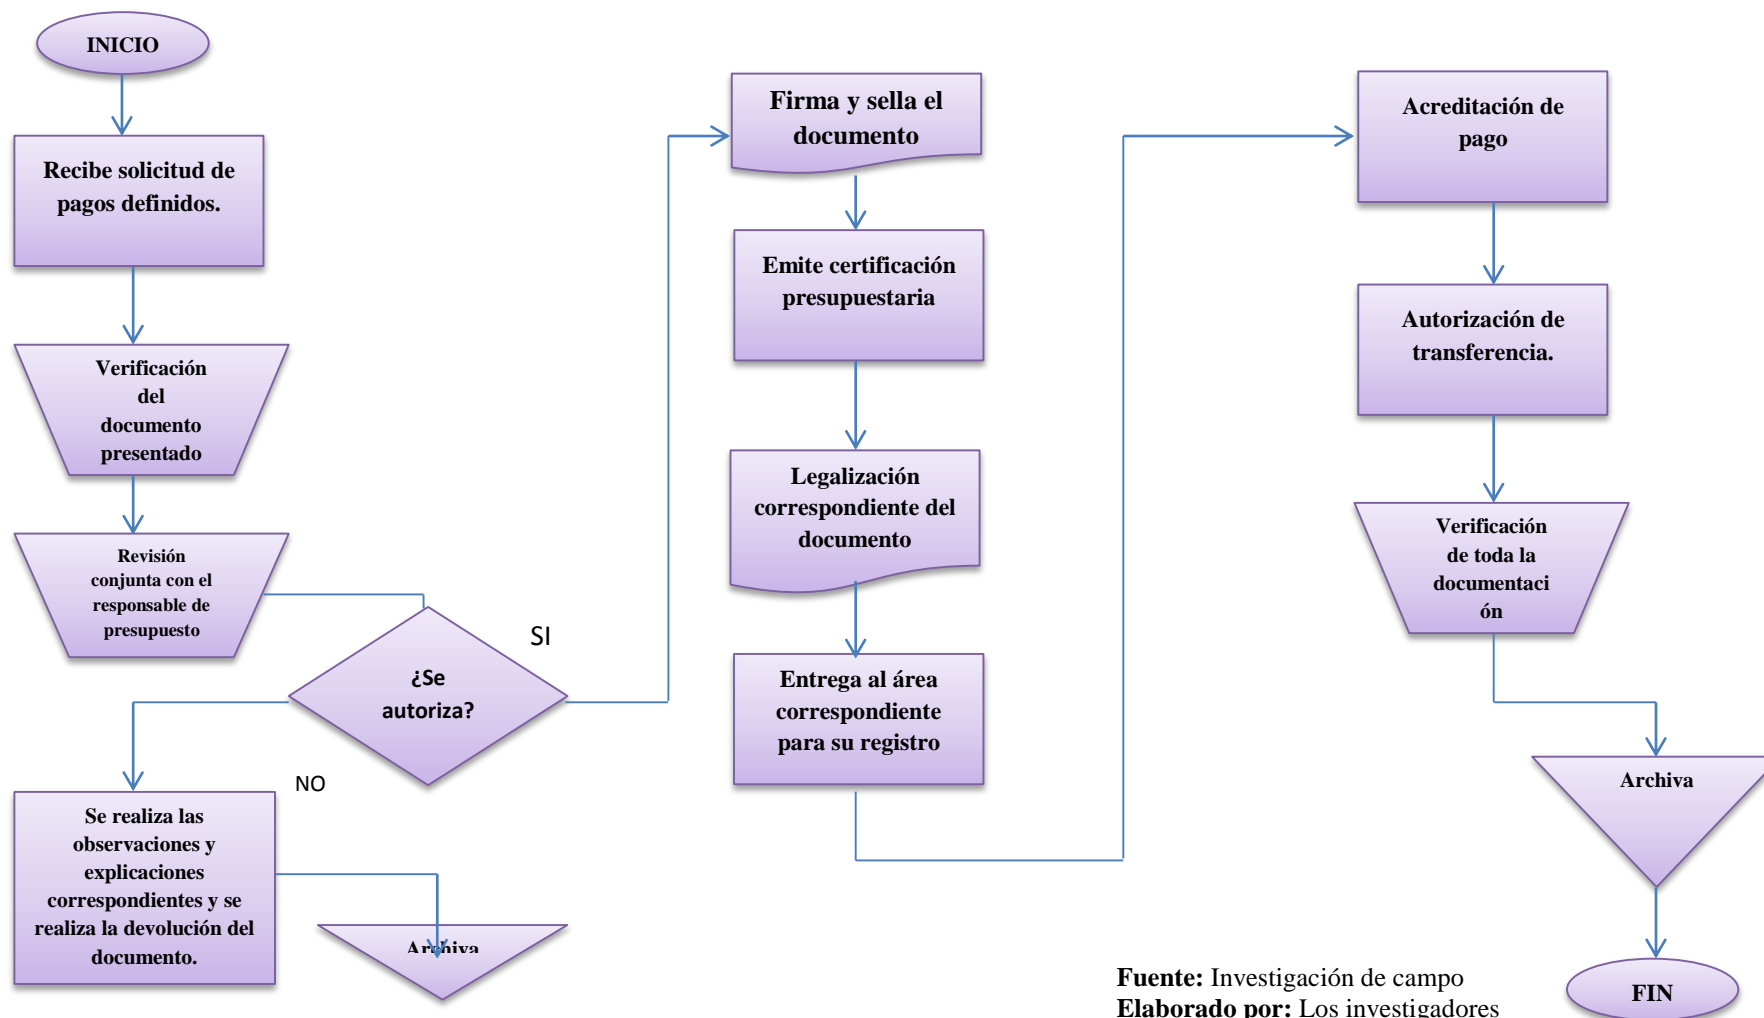 INICIO
Recibe solicitud de
pagos definidos.
Verificación
del
documento
presentado
Revisión
conjunta con el
responsable de
presupuesto
¿Se
autoriza?
SI
NO
Se realiza las
observaciones y
explicaciones
correspondientes y se
realiza la devolución del
documento.
Archiva
Firma y sella el
documento
Emite certificación
presupuestaria
Legalización
correspondiente del
documento
Entrega al área
correspondiente
para su registro
Acreditación de
pago
Autorización de
transferencia.
Verificación
de toda la
documentaci
ón
Archiva
FIN
Fuente: Investigación de campo
Elaborado por: Los investigadores